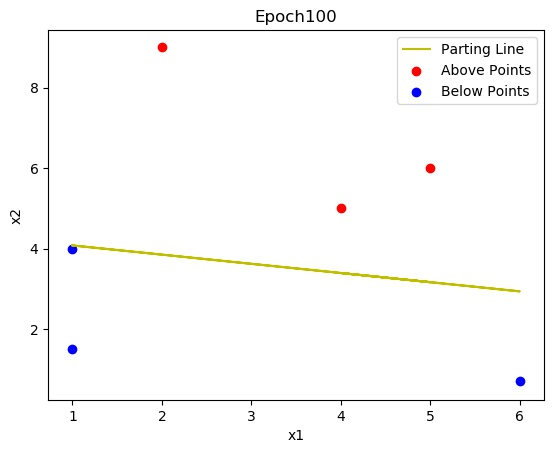 Epoch100
Parting Line
Above Points
Below Points
8
6
4
2
x2
1
2
3
4
5
6
x1